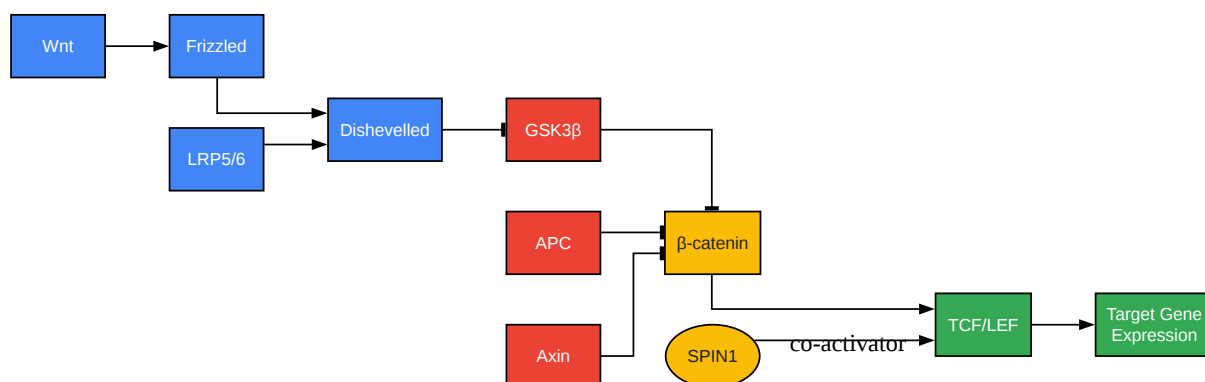 Wnt
Frizzled
Dishevelled
GSK3β
LRP5/6
APC
β-catenin
TCF/LEF
Target Gene
Expression
Axin
SPIN1
co-activator